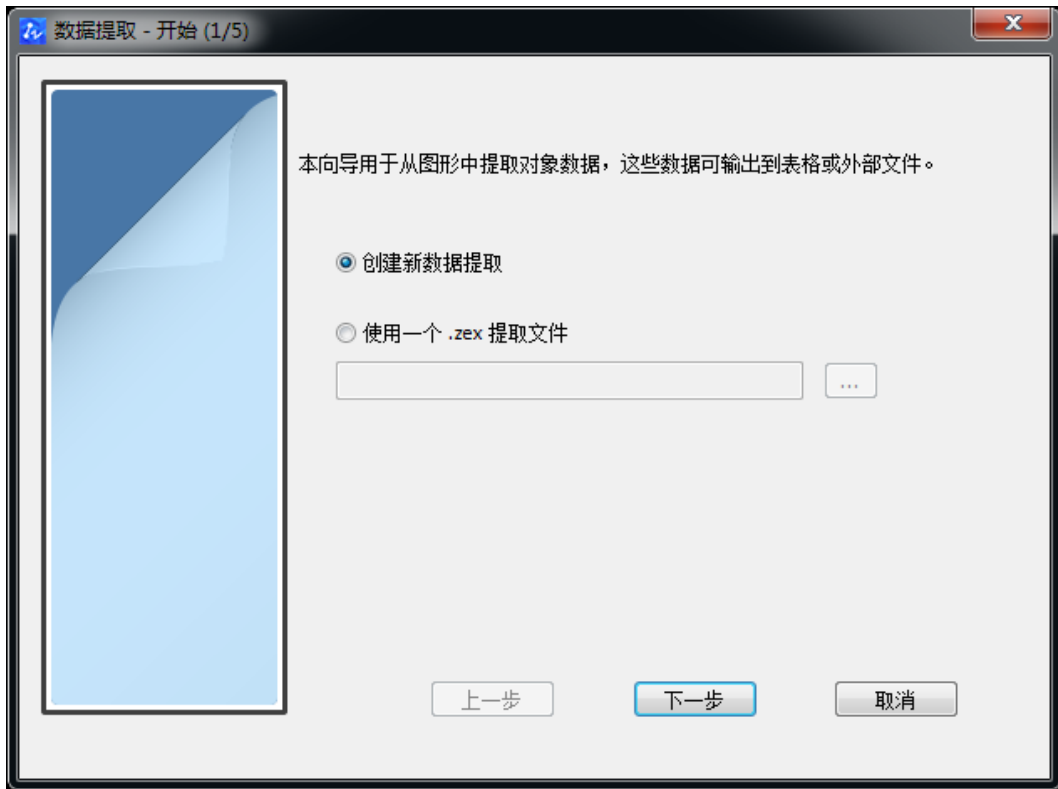 数据提取 - 开始 (1/5)
本向导用于从图形中提取对象数据，这些数据可输出到表格或外部文件。
创建新数据提取
使用一个 .zex 提取文件
...
上一步
下一步
取消